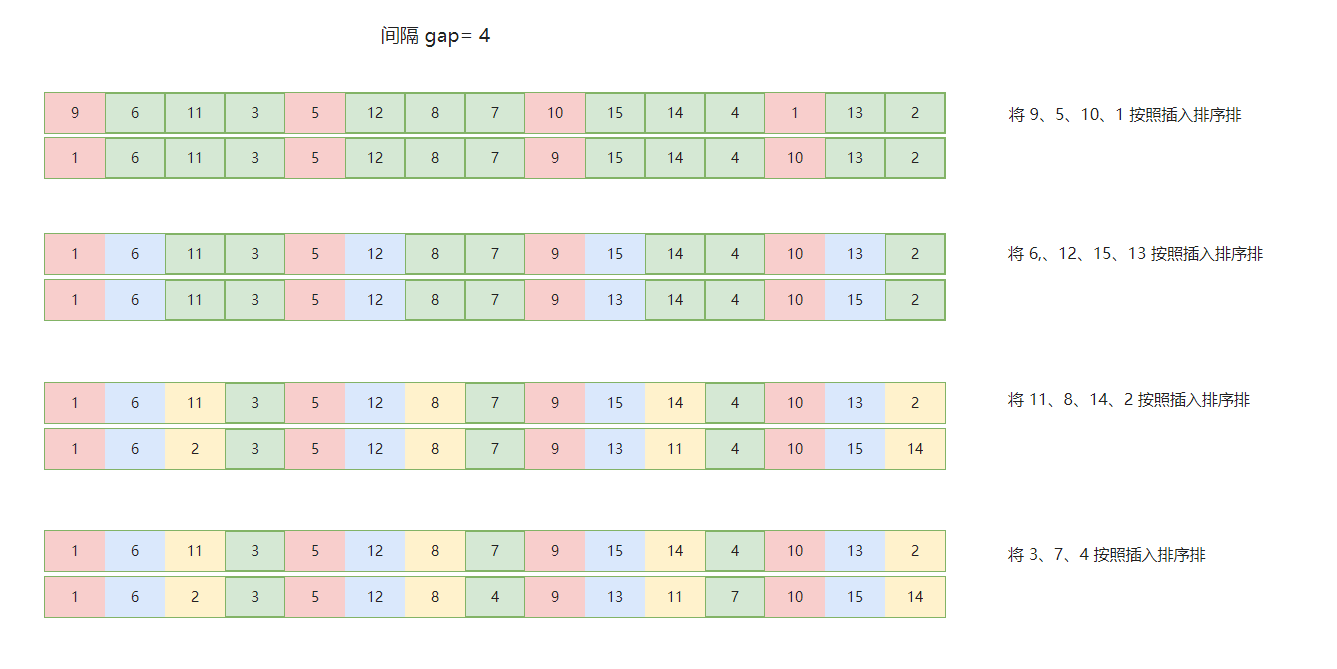 间隔 gap= 4
9 6 11 3 5 12 8 7 10 15 14 4 1 13 2
将 9、5、10、1 按照插入排序排
1 6 11 3 5 12 8 7 9 15 14 4 10 13 2
1 6 11 3 5 12 8 7 9 15 14 4 10 13 2
将 6,、12、15、13 按照插入排序排
1 6 11 3 5 12 8 7 9 13 14 4 10 15 2
1 6 11 3 5 12 8 7 9 15 14 4 10 13 2
将 11、8、14、2 按照插入排序排
1 6 2 3 5 12 8 7 9 13 11 4 10 15 14
1 6 11 3 5 12 8 7 9 15 14 4 10 13 2
将 3、7、4 按照插入排序排
1 6 2 3 5 12 8 4 9 13 11 7 10 15 14